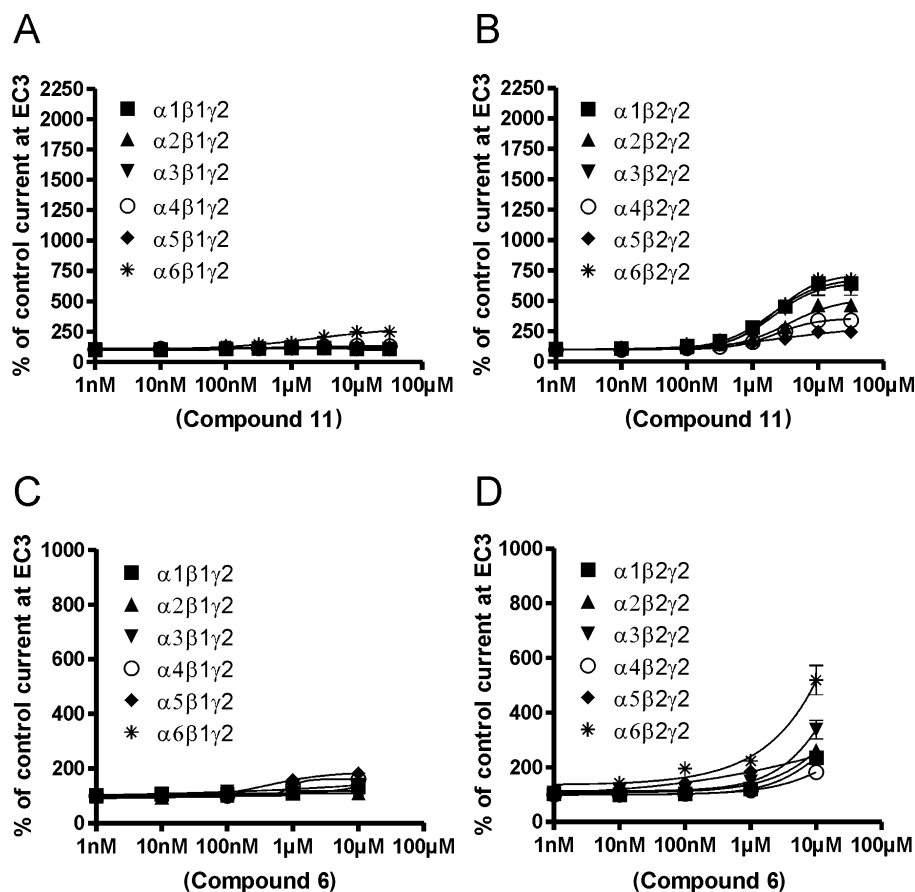 A
% of control current at EC3
2250
2000
1750
1500
1250
1000
750
500
250
0
α1β1γ2
α2β1γ2
α3β1γ2
α4β1γ2
α5β1γ2
α6β1γ2
1nM 10nM 100nM 1µM 10µM 100µM
(Compound 11)
B
% of control current at EC3
2250
2000
1750
1500
1250
1000
750
500
250
0
α1β2γ2
α2β2γ2
α3β2γ2
α4β2γ2
α5β2γ2
α6β2γ2
1nM 10nM 100nM 1µM 10µM 100µM
(Compound 11)
C
% of control current at EC3
1000
800
600
400
200
0
α1β1γ2
α2β1γ2
α3β1γ2
α4β1γ2
α5β1γ2
α6β1γ2
1nM 10nM 100nM 1µM 10µM 100µM
(Compound 6)
D
% of control current at EC3
1000
800
600
400
200
0
α1β2γ2
α2β2γ2
α3β2γ2
α4β2γ2
α5β2γ2
α6β2γ2
1nM 10nM 100nM 1µM 10µM 100µM
(Compound 6)